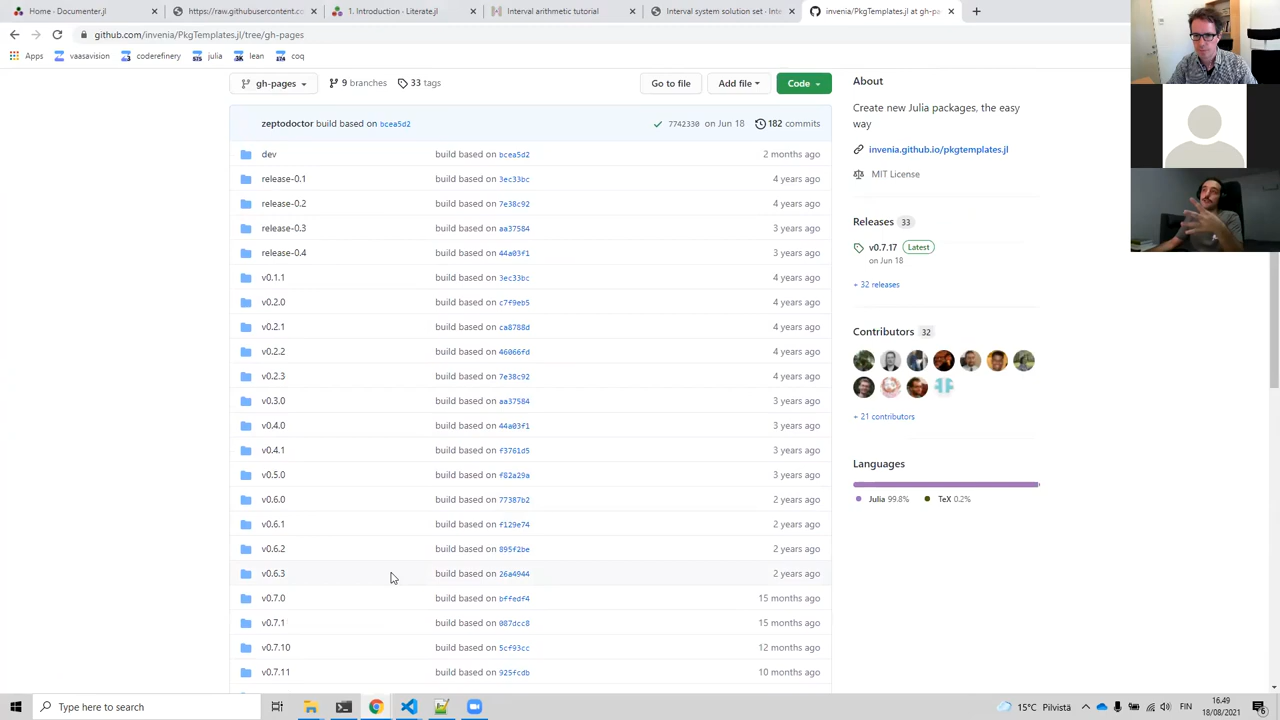 Home · Documenter.jl
https://raw.githubusercontent.co
1. Introduction · Literate.jl
Interval arithmetic tutorial
Interval system solution set · Inte
invenia/PkgTemplates.jl at gh-pa
github.com/invenia/PkgTemplates.jl/tree/gh-pages
Apps
vaasavision
coderefinery
julia
lean
coq
gh-pages
9 branches
33 tags
Go to file
Add file
Code
zeptodoctor build based on bcea5d2
7742330 on Jun 18
182 commits
dev build based on bcea5d2 2 months ago
release-0.1 build based on 3ec33bc 4 years ago
release-0.2 build based on 7e38c92 4 years ago
release-0.3 build based on aa37584 3 years ago
release-0.4 build based on 44a03f1 3 years ago
v0.1.1 build based on 3ec33bc 4 years ago
v0.2.0 build based on c7f9eb5 4 years ago
v0.2.1 build based on ca8788d 4 years ago
v0.2.2 build based on 46066fd 4 years ago
v0.2.3 build based on 7e38c92 4 years ago
v0.3.0 build based on aa37584 3 years ago
v0.4.0 build based on 44a03f1 3 years ago
v0.4.1 build based on f3761d5 3 years ago
v0.5.0 build based on f82a29a 3 years ago
v0.6.0 build based on 77387b2 2 years ago
v0.6.1 build based on f129e74 2 years ago
v0.6.2 build based on 895f2be 2 years ago
v0.6.3 build based on 26a4944 2 years ago
v0.7.0 build based on bffedf4 15 months ago
v0.7.1 build based on 087dcc8 15 months ago
v0.7.10 build based on 5cf93cc 12 months ago
v0.7.11 build based on 925fcdb 10 months ago
About
Create new Julia packages, the easy
way
invenia.github.io/pkgtemplates.jl
MIT License
Releases 33
v0.7.17 Latest
on Jun 18
+ 32 releases
Contributors 32
+ 21 contributors
Languages
Julia 99.8%
TeX 0.2%
Type here to search
15°C Pilvistä
FIN
16.49
18/08/2021